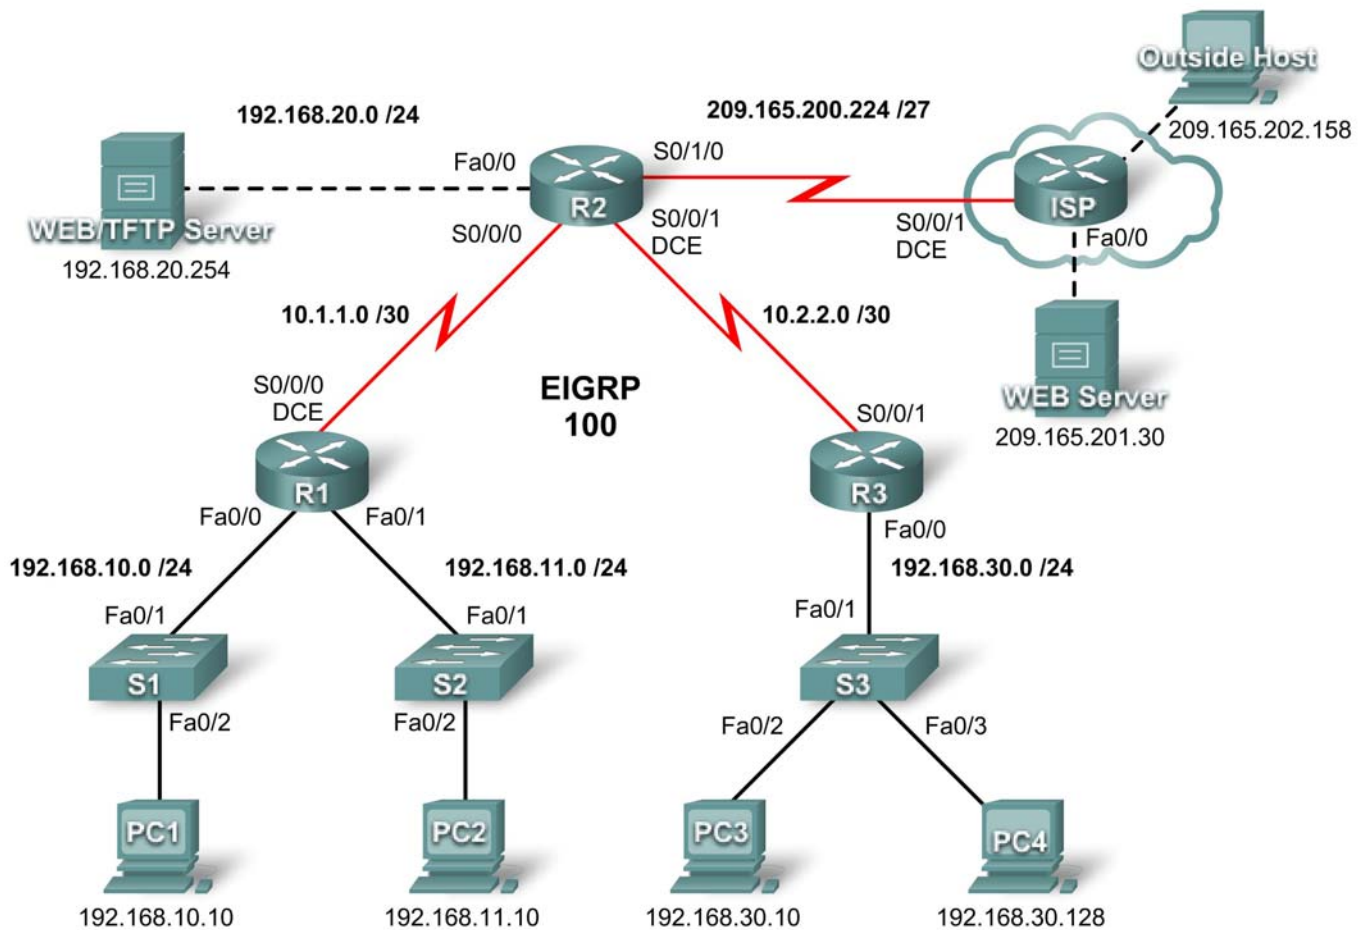 Outside Host
209.165.202.158
192.168.20.0 /24
209.165.200.224 /27
Fa0/0
S0/1/0
R2
ISP
WEB/TFTP Server
192.168.20.254
S0/0/0
S0/0/1
DCE
S0/0/1
DCE
Fa0/0
10.1.1.0 /30
10.2.2.0 /30
WEB Server
209.165.201.30
EIGRP
100
S0/0/0
DCE
S0/0/1
R1
R3
Fa0/0
Fa0/1
Fa0/0
192.168.10.0 /24
192.168.11.0 /24
192.168.30.0 /24
Fa0/1
Fa0/1
Fa0/1
S1
S2
S3
Fa0/2
Fa0/2
Fa0/2
Fa0/3
PC1
PC2
PC3
PC4
192.168.10.10
192.168.11.10
192.168.30.10
192.168.30.128